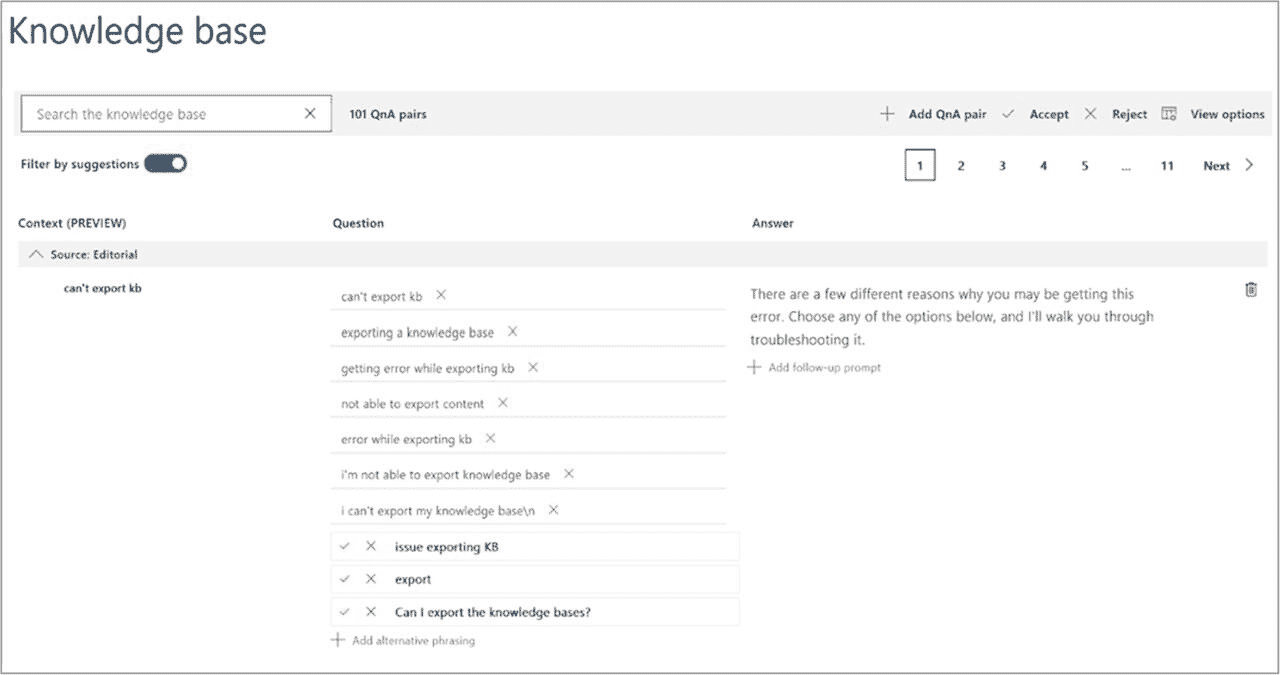 Knowledge base
Search the knowledge base
101 QnA pairs
Add QnA pair
Accept
Reject
View options
Filter by suggestions
1 2 3 4 5 ... 11 Next
Context (PREVIEW)
Question
Answer
Source: Editorial
can't export kb
can't export kb
exporting a knowledge base
getting error while exporting kb
not able to export content
error while exporting kb
i'm not able to export knowledge base
i can't export my knowledge base\n
issue exporting KB
export
Can I export the knowledge bases?
Add alternative phrasing
There are a few different reasons why you may be getting this
error. Choose any of the options below, and I'll walk you through
troubleshooting it.
Add follow-up prompt